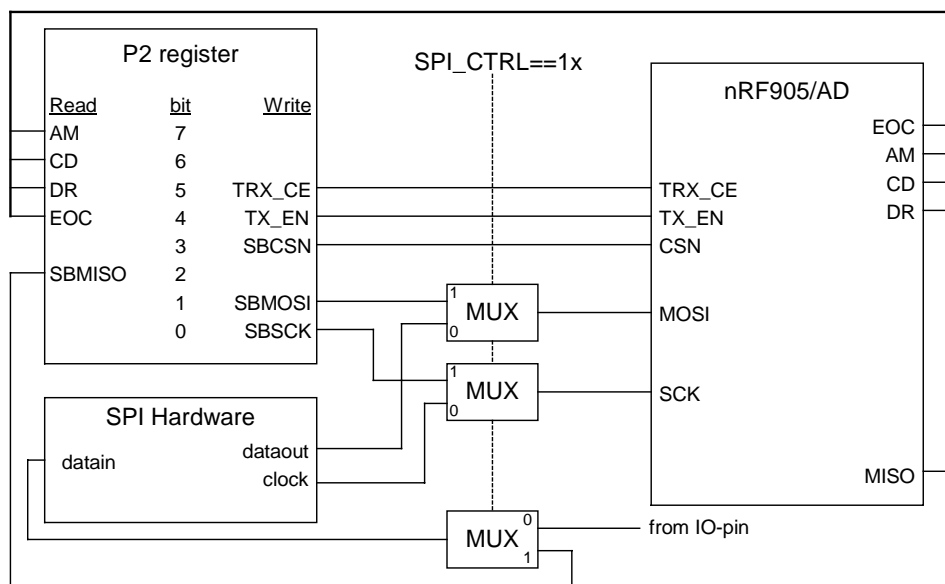 P2 register
SPI_CTRL==1x
nRF905/AD
Read bit Write
AM 7
CD 6
DR 5 TRX_CE
EOC 4 TX_EN
3 SBCSN
SBMISO 2
1 SBMOSI
0 SBSCK
EOC
AM
CD
DR
TRX_CE
TX_EN
CSN
MOSI
SCK
MISO
1
MUX
0
1
MUX
0
SPI Hardware
dataout
datain
clock
0
MUX
1
from IO-pin